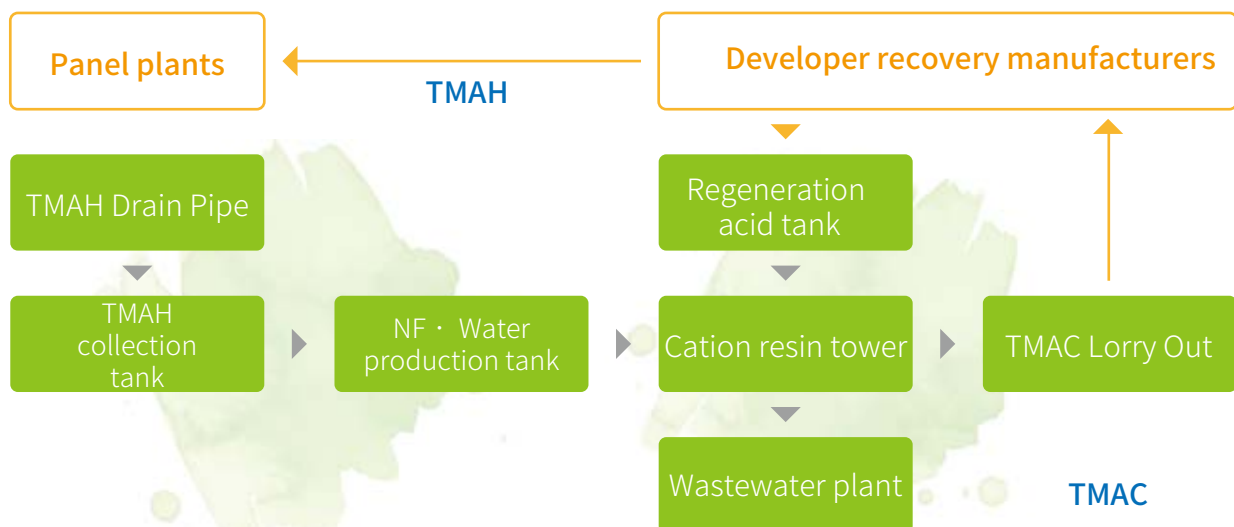 Panel plants
Developer recovery manufacturers
TMAH
TMAH Drain Pipe
Regeneration
acid tank
TMAH
collection
tank
NF · Water
production tank
Cation resin tower
TMAC Lorry Out
Wastewater plant
TMAC